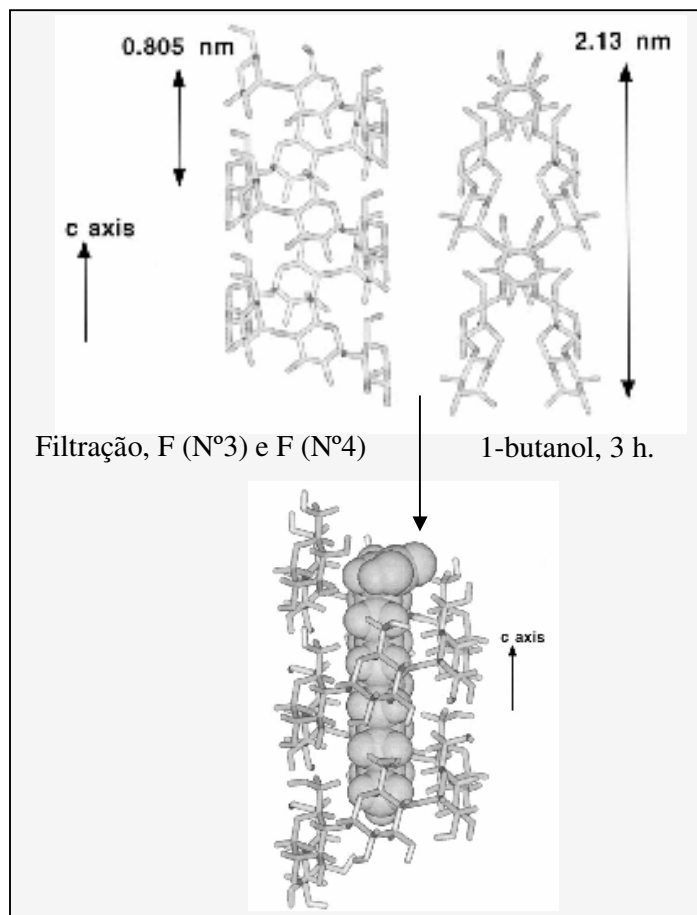 0.805 nm
2.13 nm
c axis
Filtração, F (Nº3) e F (Nº4)
1-butanol, 3 h.
c axis